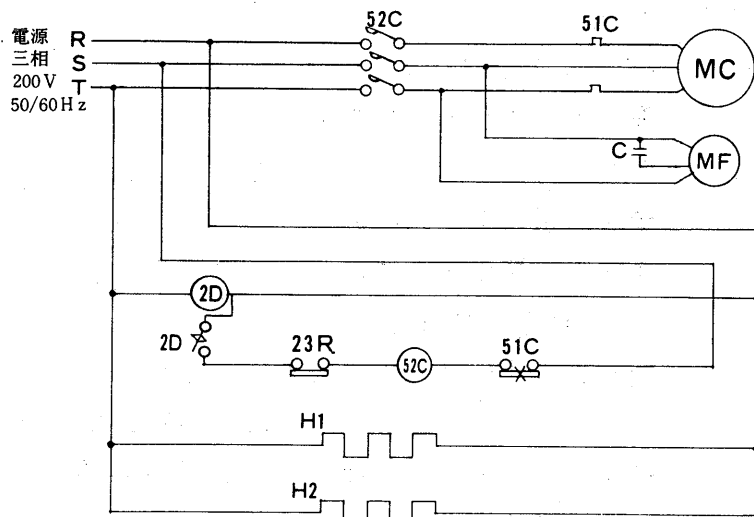 電源 R
三相 S
200V T
50/60Hz
52C
51C
MC
C
MF
2D
2D
23R
52C
51C
H1
H2